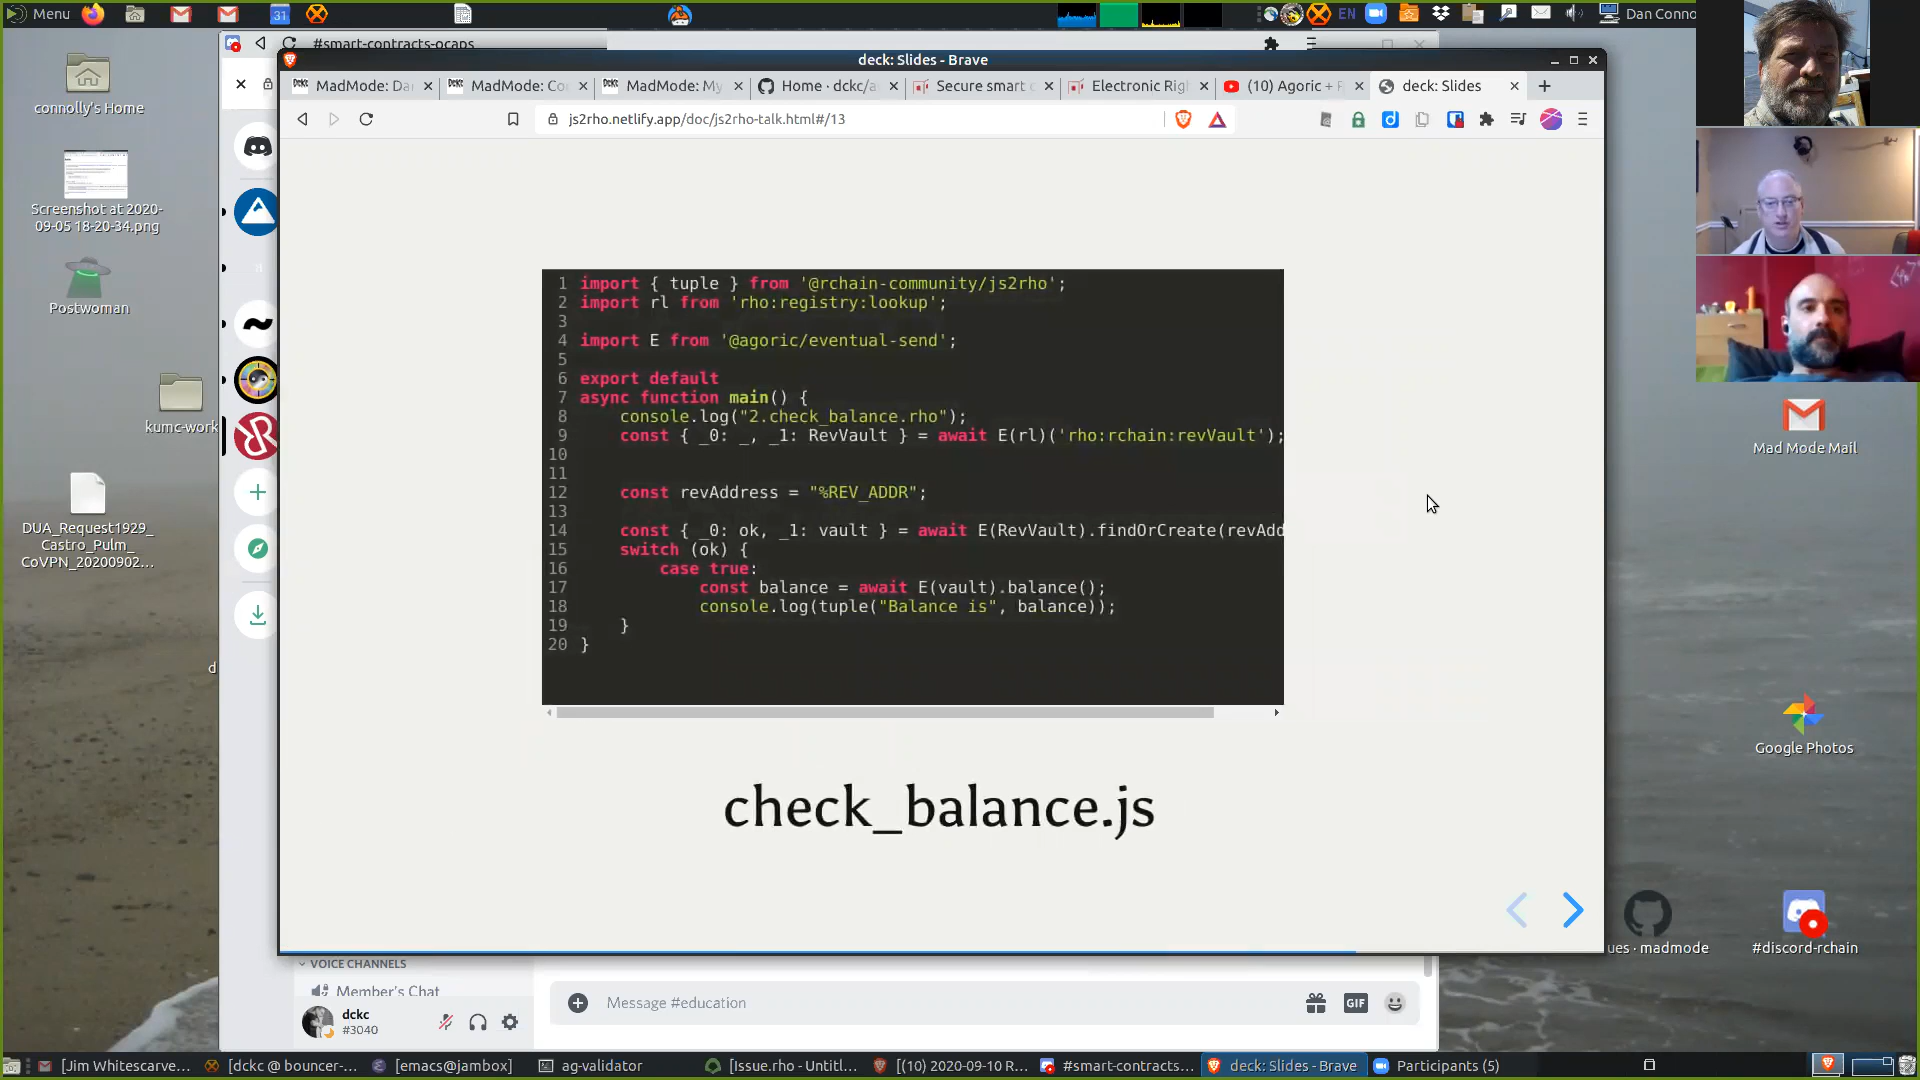 Menu
31
EN
Dan Conno
#smart-contracts-ocaps
deck: Slides - Brave
MadMode: Da
MadMode: Co
MadMode: My
Home · dckc/a
Secure smart c
Electronic Rig
(10) Agoric + 
deck: Slides
js2rho.netlify.app/doc/js2rho-talk.html#/13
connolly's Home
Screenshot at 2020-
09-05 18-20-34.png
Postwoman
kumc-work
DUA_Request1929_
Castro_Pulm_
CoVPN_20200902...
d
1 import { tuple } from '@rchain-community/js2rho';
2 import rl from 'rho:registry:lookup';
3
4 import E from '@agoric/eventual-send';
5
6 export default
7 async function main() {
8 console.log("2.check_balance.rho");
9 const { _0: _, _1: RevVault } = await E(rl)('rho:rchain:revVault');
10
11
12 const revAddress = "%REV_ADDR";
13
14 const { _0: ok, _1: vault } = await E(RevVault).findOrCreate(revAdd
15 switch (ok) {
16 case true:
17 const balance = await E(vault).balance();
18 console.log(tuple("Balance is", balance));
19 }
20 }
check_balance.js
Mad Mode Mail
Google Photos
ues · madmode
#discord-rchain
VOICE CHANNELS
Member's Chat
dckc
#3040
Message #education
GIF
[Jim Whitescarve...
[dckc @ bouncer-...
[emacs@jambox]
ag-validator
[Issue.rho - Untitl...
[(10) 2020-09-10 R...
#smart-contracts...
deck: Slides - Brave
Participants (5)